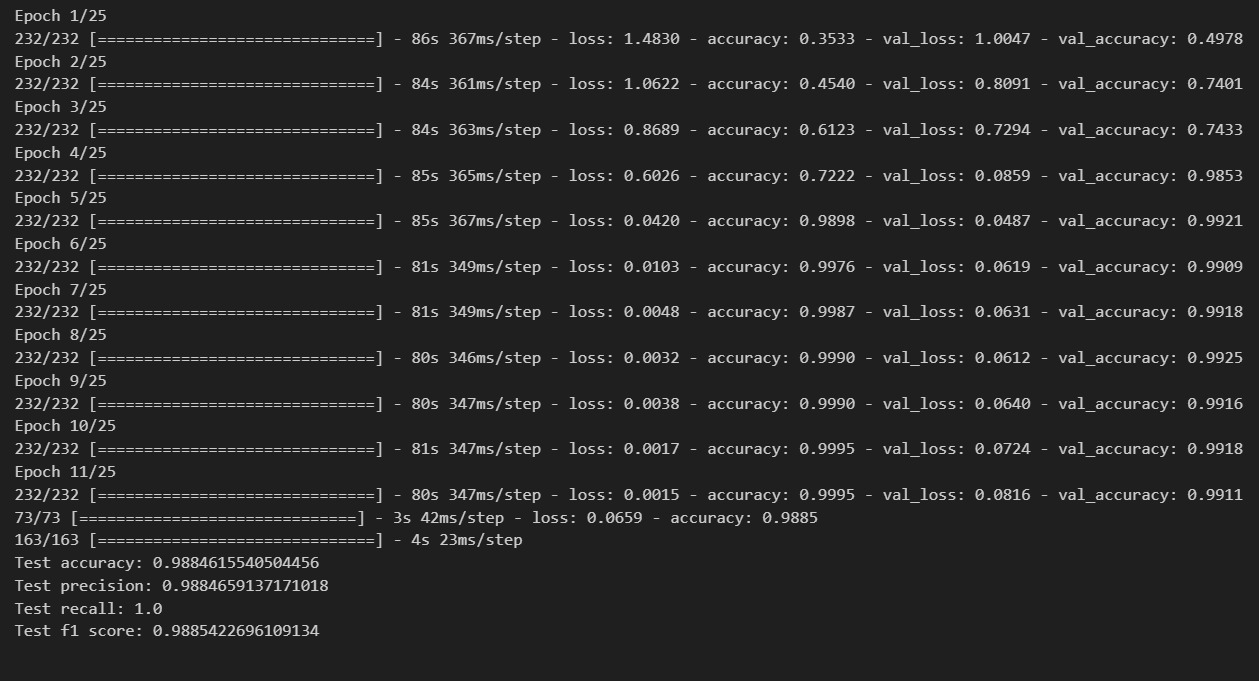 Epoch 1/25
232/232 [==============================] - 86s 367ms/step - loss: 1.4830 - accuracy: 0.3533 - val_loss: 1.0047 - val_accuracy: 0.4978
Epoch 2/25
232/232 [==============================] - 84s 361ms/step - loss: 1.0622 - accuracy: 0.4540 - val_loss: 0.8091 - val_accuracy: 0.7401
Epoch 3/25
232/232 [==============================] - 84s 363ms/step - loss: 0.8689 - accuracy: 0.6123 - val_loss: 0.7294 - val_accuracy: 0.7433
Epoch 4/25
232/232 [==============================] - 85s 365ms/step - loss: 0.6026 - accuracy: 0.7222 - val_loss: 0.0859 - val_accuracy: 0.9853
Epoch 5/25
232/232 [==============================] - 85s 367ms/step - loss: 0.0420 - accuracy: 0.9898 - val_loss: 0.0487 - val_accuracy: 0.9921
Epoch 6/25
232/232 [==============================] - 81s 349ms/step - loss: 0.0103 - accuracy: 0.9976 - val_loss: 0.0619 - val_accuracy: 0.9909
Epoch 7/25
232/232 [==============================] - 81s 349ms/step - loss: 0.0048 - accuracy: 0.9987 - val_loss: 0.0631 - val_accuracy: 0.9918
Epoch 8/25
232/232 [==============================] - 80s 346ms/step - loss: 0.0032 - accuracy: 0.9990 - val_loss: 0.0612 - val_accuracy: 0.9925
Epoch 9/25
232/232 [==============================] - 80s 347ms/step - loss: 0.0038 - accuracy: 0.9990 - val_loss: 0.0640 - val_accuracy: 0.9916
Epoch 10/25
232/232 [==============================] - 81s 347ms/step - loss: 0.0017 - accuracy: 0.9995 - val_loss: 0.0724 - val_accuracy: 0.9918
Epoch 11/25
232/232 [==============================] - 80s 347ms/step - loss: 0.0015 - accuracy: 0.9995 - val_loss: 0.0816 - val_accuracy: 0.9911
73/73 [==============================] - 3s 42ms/step - loss: 0.0659 - accuracy: 0.9885
163/163 [==============================] - 4s 23ms/step
Test accuracy: 0.9884615540504456
Test precision: 0.9884659137171018
Test recall: 1.0
Test f1 score: 0.9885422696109134